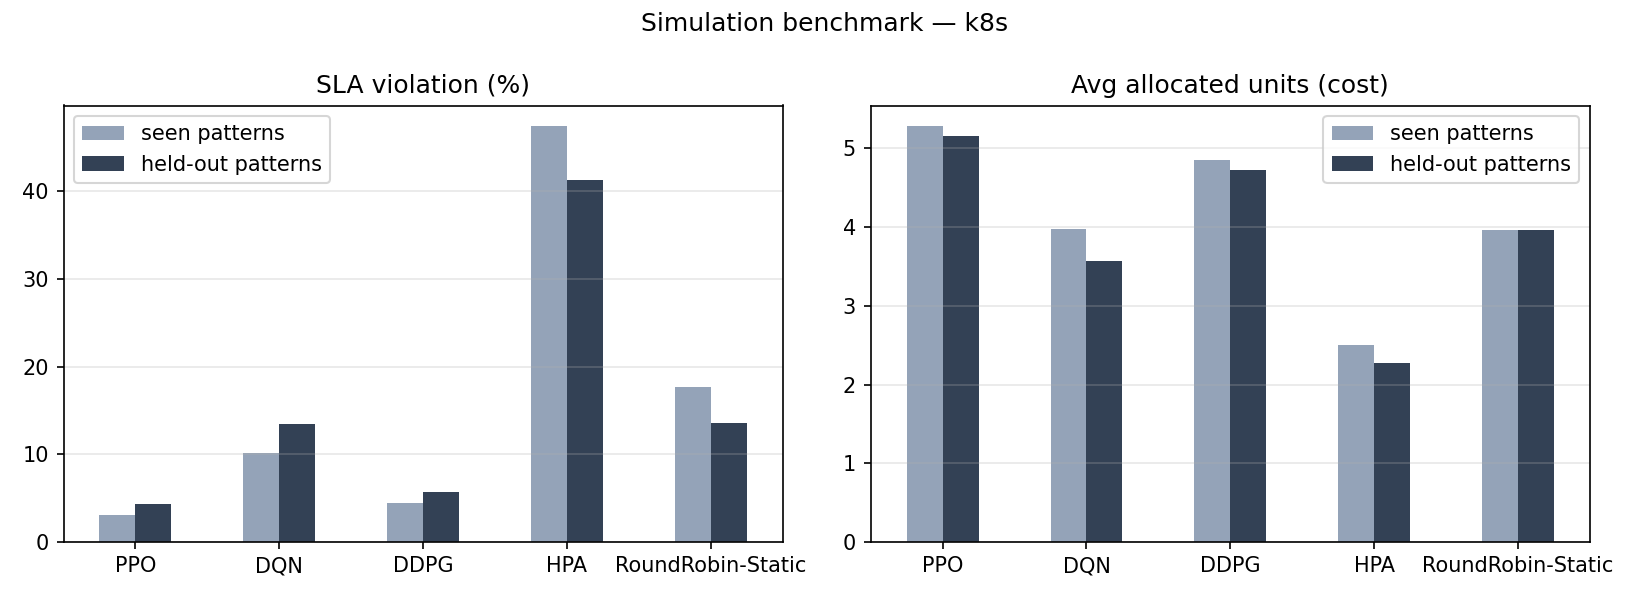 Simulation benchmark — k8s
SLA violation (%)
seen patterns
held-out patterns
40
30
20
10
0
PPO
DQN
DDPG
HPA
RoundRobin-Static
Avg allocated units (cost)
seen patterns
held-out patterns
5
4
3
2
1
0
PPO
DQN
DDPG
HPA
RoundRobin-Static